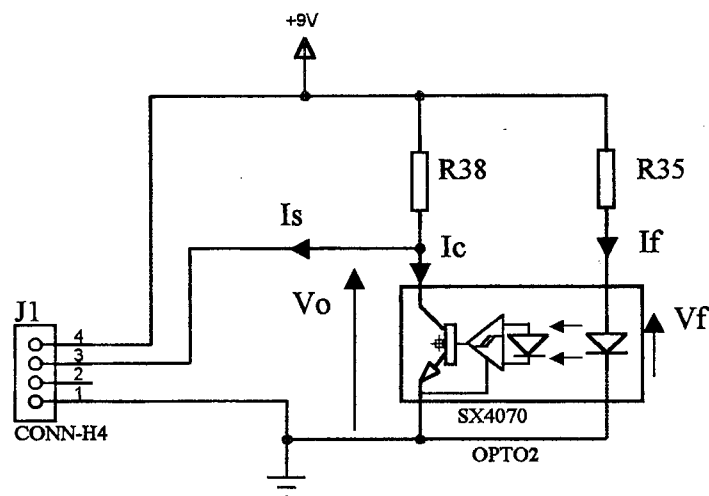 +9V
R38
R35
Is
Ic
If
Vo
Vf
J1
4
3
2
1
CONN-H4
SX4070
OPTO2